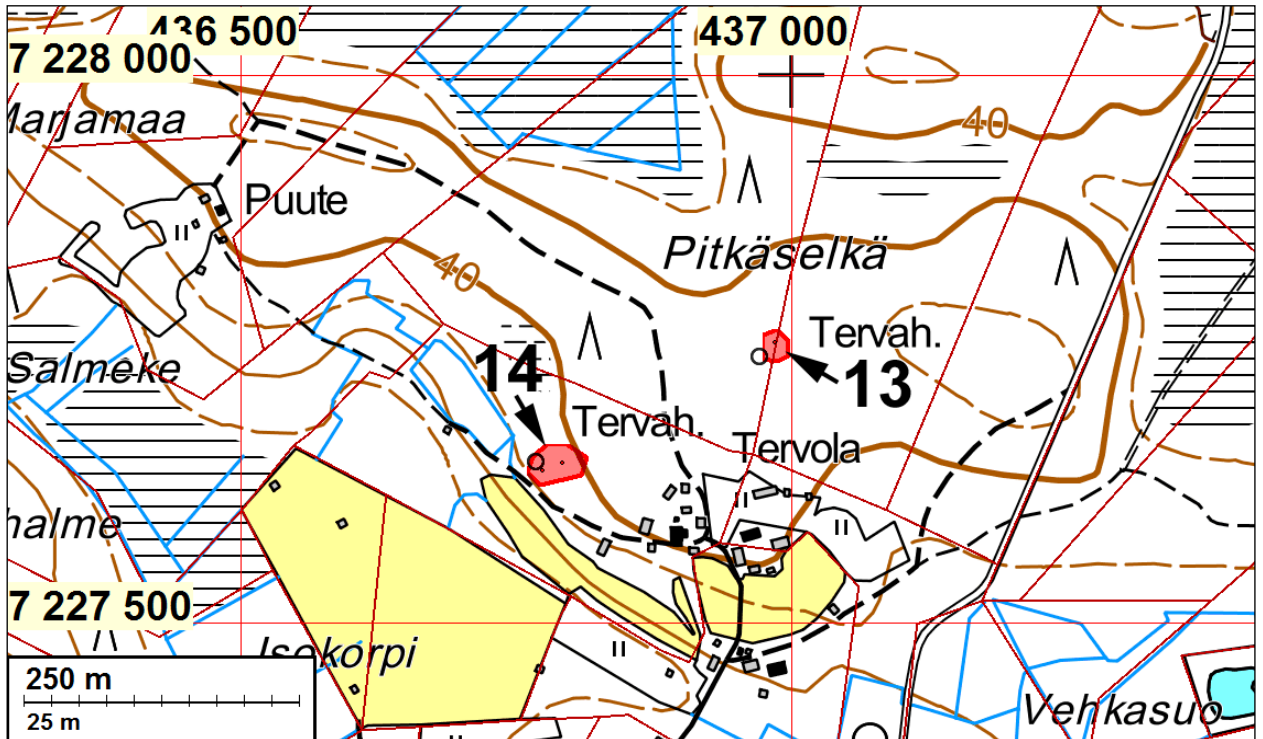 436 500
437 000
7 228 000
Marjamaa
40
Puute
Pitkäselkä
40
Tervah.
Salmeke
14
13
Tervah.
Tervola
halme
7 227 500
Isokorpi
250 m
25 m
Vehkasuo